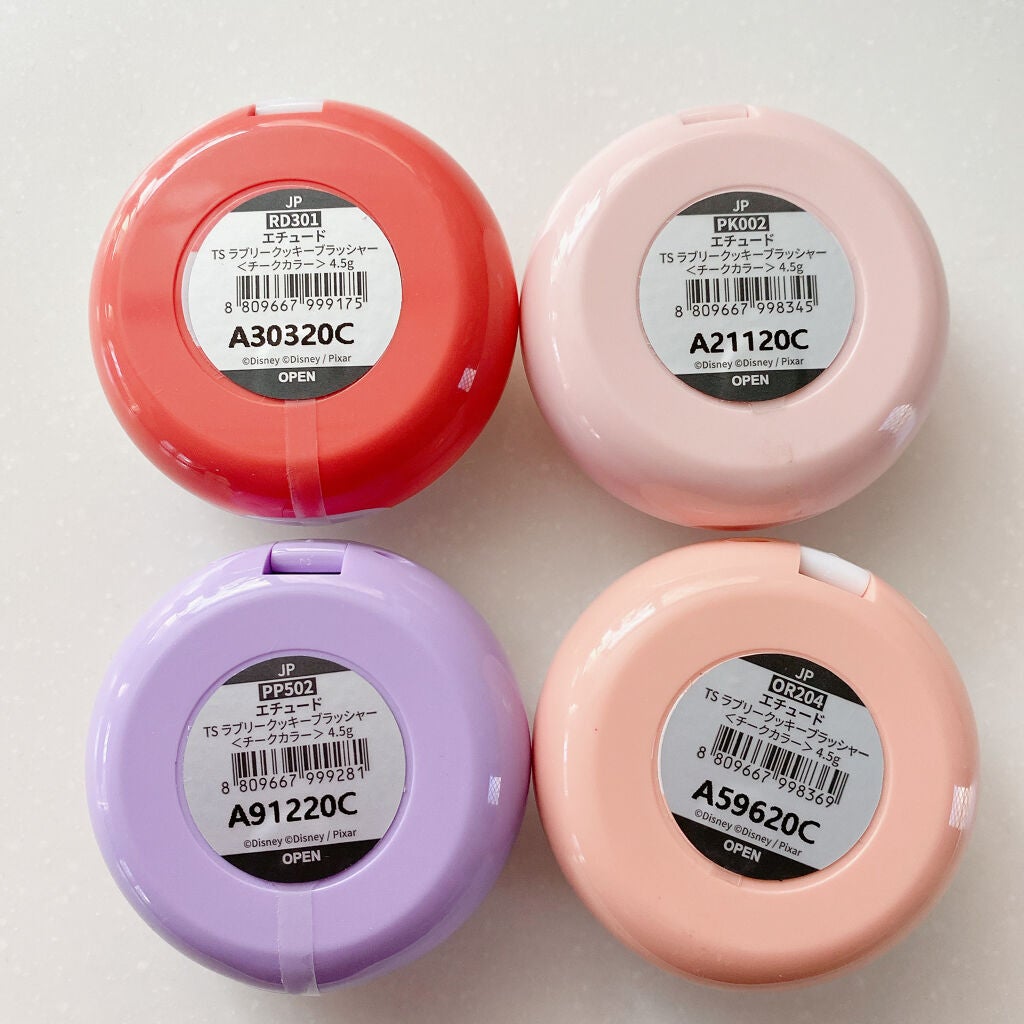 JP
RD301
エチュード
TS ラブリークッキーブラッシャー
＜チークカラー＞ 4.5g
8 809667 999175
A30320C
©Disney ©Disney / Pixar
OPEN
JP
PK002
エチュード
TS ラブリークッキーブラッシャー
＜チークカラー＞ 4.5g
8 809667 998345
A21120C
©Disney ©Disney / Pixar
OPEN
JP
PP502
エチュード
TS ラブリークッキーブラッシャー
＜チークカラー＞ 4.5g
8 809667 999281
A91220C
©Disney ©Disney / Pixar
OPEN
JP
OR204
エチュード
TS ラブリークッキーブラッシャー
＜チークカラー＞ 4.5g
8 809667 998369
A59620C
©Disney ©Disney / Pixar
OPEN